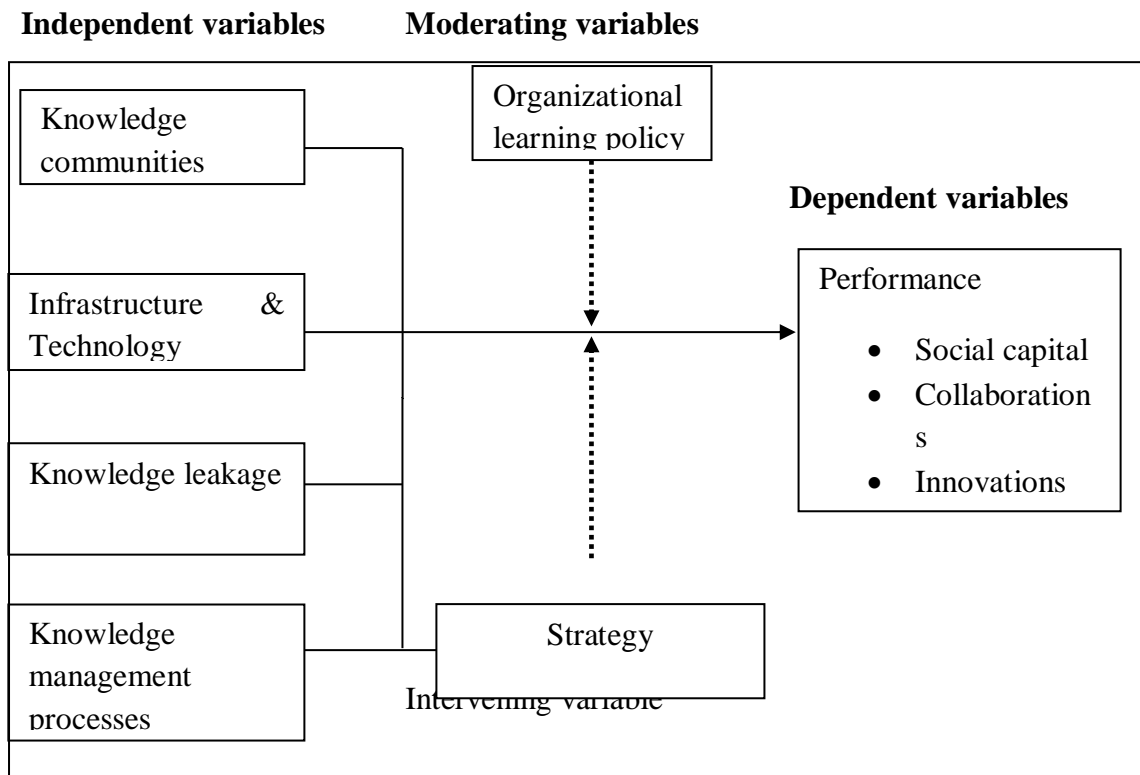 Independent variables
Moderating variables
Organizational
learning policy
Knowledge
communities
Dependent variables
Infrastructure &
Technology
Performance
• Social capital
• Collaboration
s
• Innovations
Knowledge leakage
Knowledge
management
processes
Strategy
Intervening variable